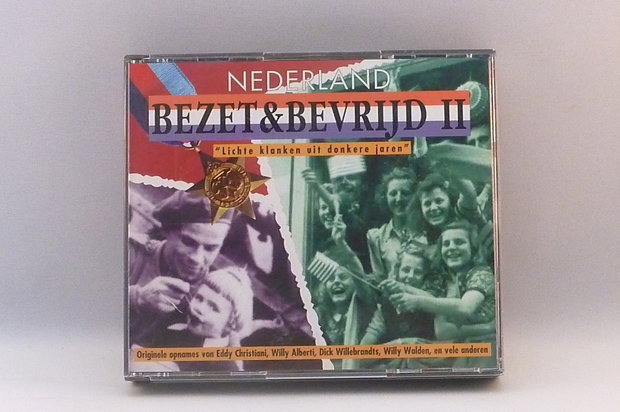 NEDERLAND
BEZET&BEVRIJD II
"Lichte klanken uit donkere jaren"
Originele opnames van Eddy Christiani, Willy Alberti, Dick Willebrandts, Willy Walden, en vele anderen